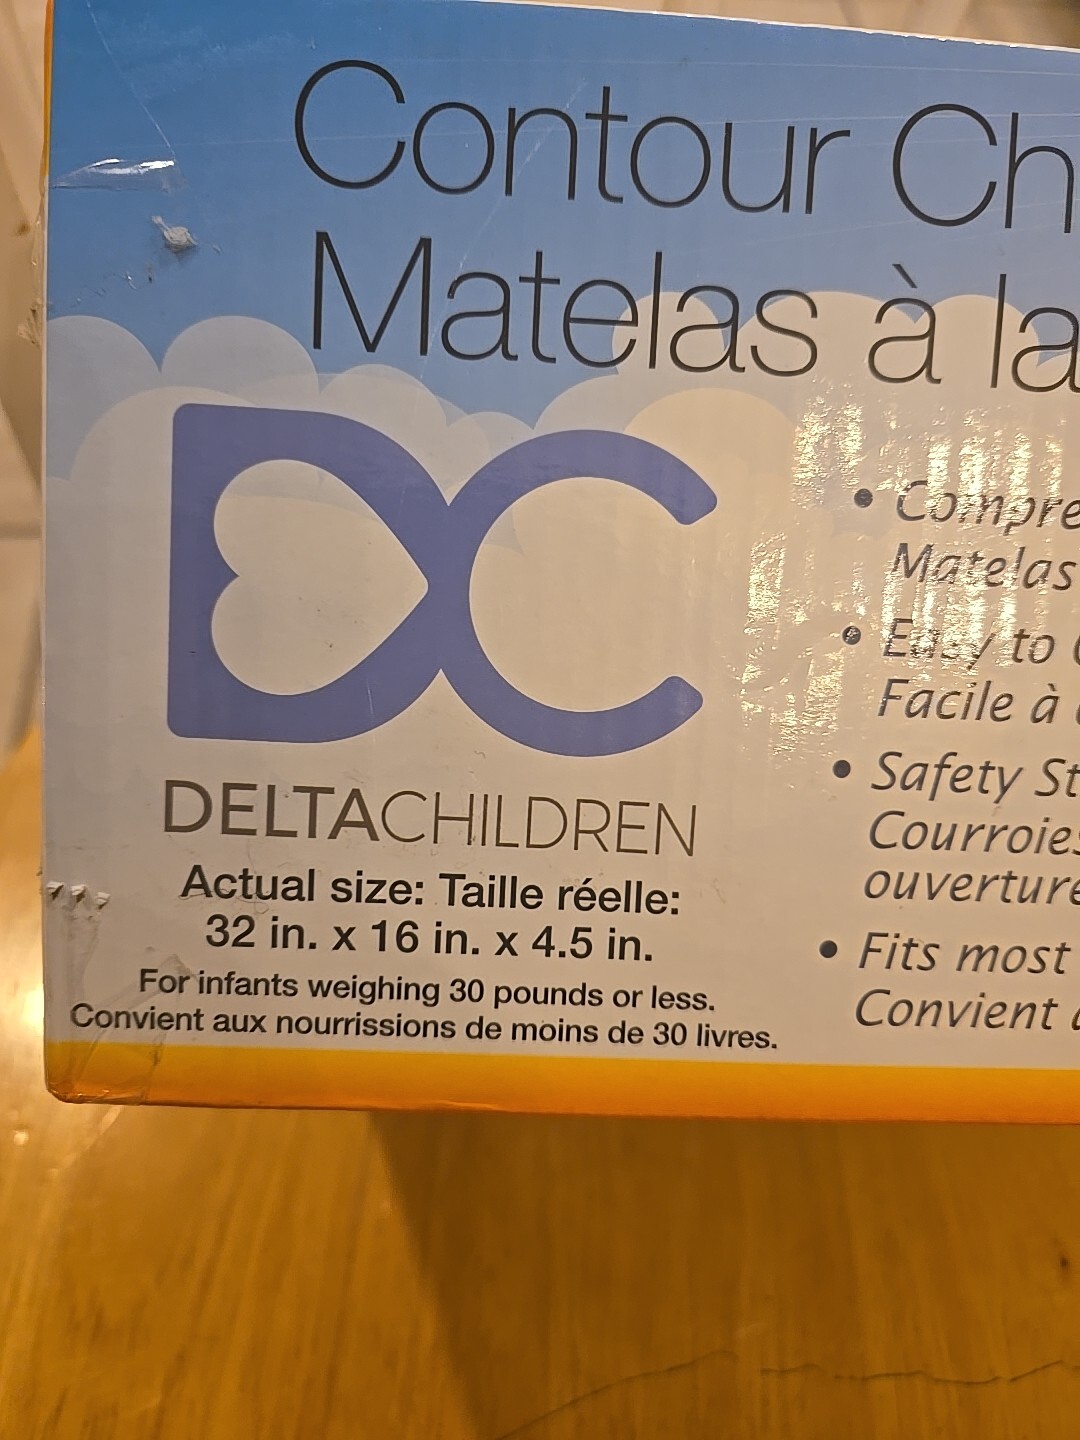 Contour Ch
Matelas à la
DC
DELTACHILDREN
Actual size: Taille réelle:
32 in. x 16 in. x 4.5 in.
For infants weighing 30 pounds or less.
Convient aux nourrissions de moins de 30 livres.
• Compre
Matelas
• Easy to
Facile à
• Safety St
Courroies
ouverture
• Fits most
Convient